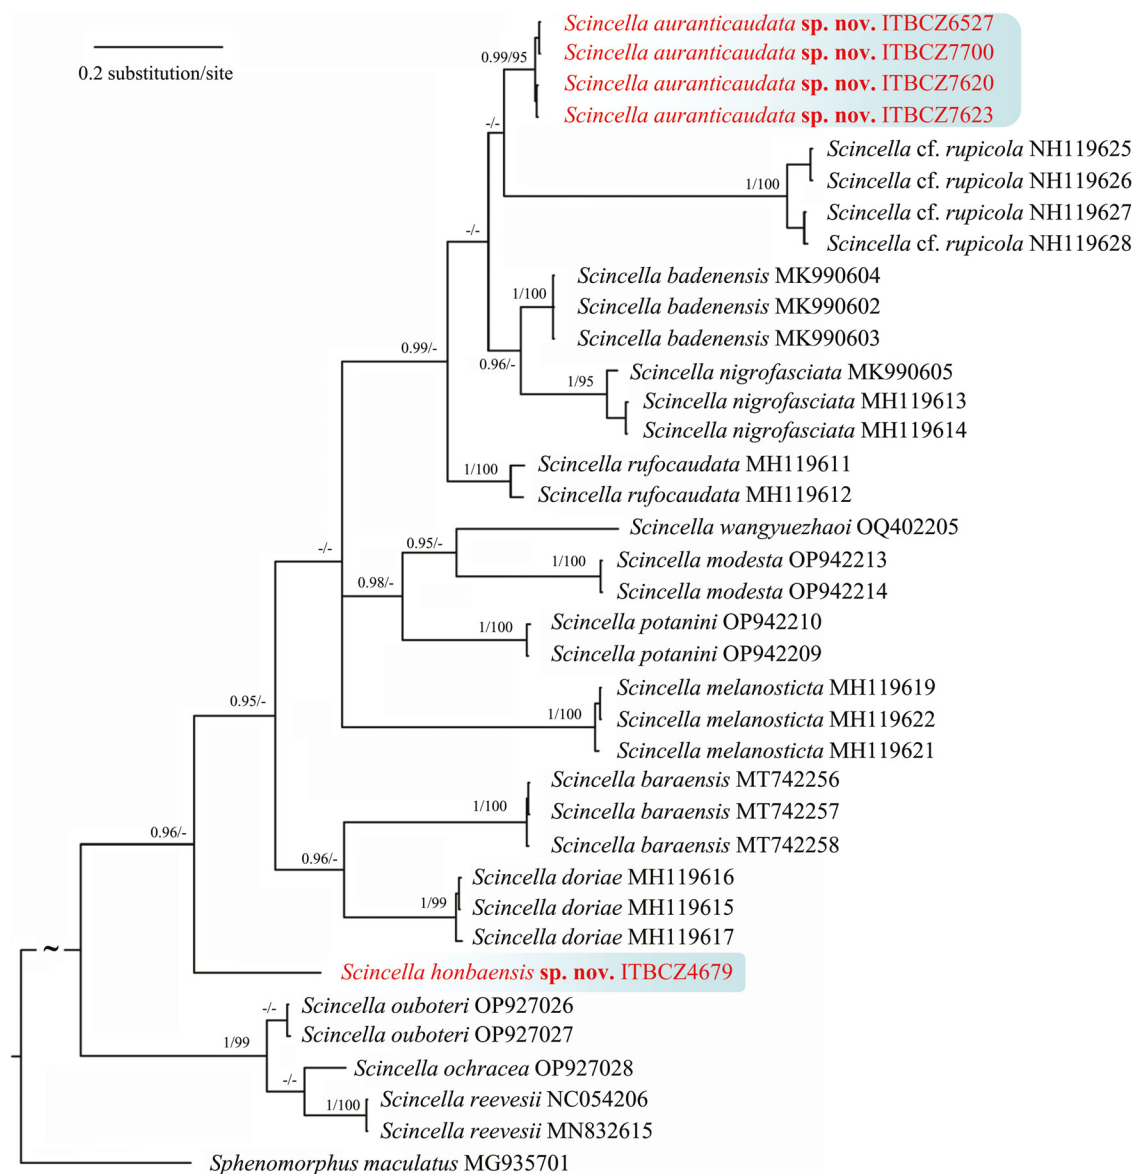 Scincella auranticaudata sp. nov. ITBCZ6527
0.2 substitution/site
0.99/95
Scincella auranticaudata sp. nov. ITBCZ7700
Scincella auranticaudata sp. nov. ITBCZ7620
Scincella auranticaudata sp. nov. ITBCZ7623
-/-
Scincella cf. rupicola NH119625
1/100
Scincella cf. rupicola NH119626
Scincella cf. rupicola NH119627
-/-
Scincella cf. rupicola NH119628
Scincella badenensis MK990604
1/100
Scincella badenensis MK990602
Scincella badenensis MK990603
0.99/-
0.96/-
Scincella nigrofasciata MK990605
1/95
Scincella nigrofasciata MH119613
Scincella nigrofasciata MH119614
1/100
Scincella rufocaudata MH119611
Scincella rufocaudata MH119612
Scincella wangyuezhaoi OQ402205
-/-
0.95/-
1/100
Scincella modesta OP942213
0.98/-
Scincella modesta OP942214
1/100
Scincella potanini OP942210
Scincella potanini OP942209
Scincella melanosticta MH119619
0.95/-
1/100
Scincella melanosticta MH119622
Scincella melanosticta MH119621
Scincella baraensis MT742256
1/100
Scincella baraensis MT742257
0.96/-
Scincella baraensis MT742258
0.96/-
Scincella doriae MH119616
1/99
Scincella doriae MH119615
Scincella doriae MH119617
~
Scincella honbaensis sp. nov. ITBCZ4679
-/-
Scincella ouboteri OP927026
Scincella ouboteri OP927027
1/99
Scincella ochracea OP927028
-/-
1/100
Scincella reevesii NC054206
Scincella reevesii MN832615
Sphenomorphus maculatus MG935701